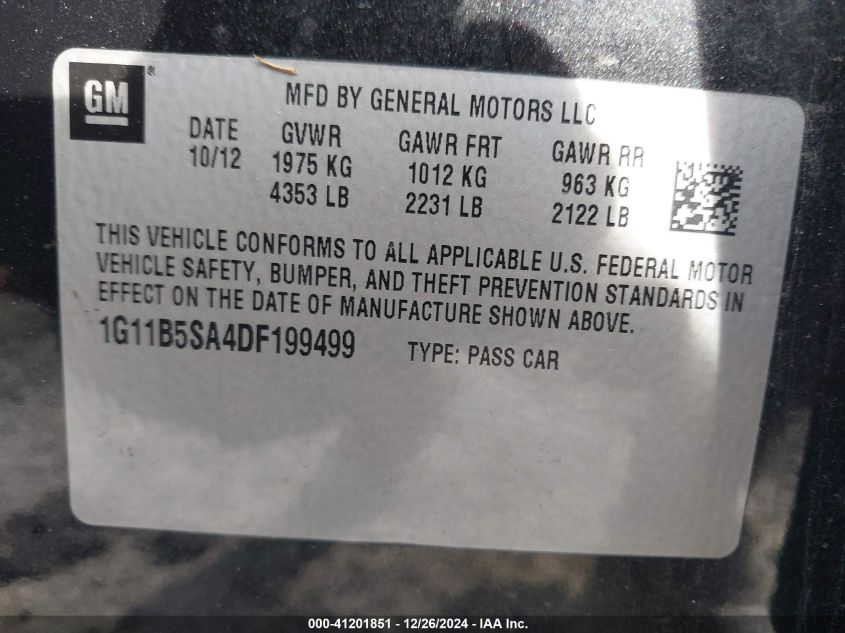 GM®
MFD BY GENERAL MOTORS LLC
DATE GVWR GAWR FRT GAWR RR
10/12 1975 KG 1012 KG 963 KG
4353 LB 2231 LB 2122 LB
THIS VEHICLE CONFORMS TO ALL APPLICABLE U.S. FEDERAL MOTOR
VEHICLE SAFETY, BUMPER, AND THEFT PREVENTION STANDARDS IN
EFFECT ON THE DATE OF MANUFACTURE SHOWN ABOVE.
1G11B5SA4DF199499 TYPE: PASS CAR
000-41201851 - 12/26/2024 - IAA Inc.